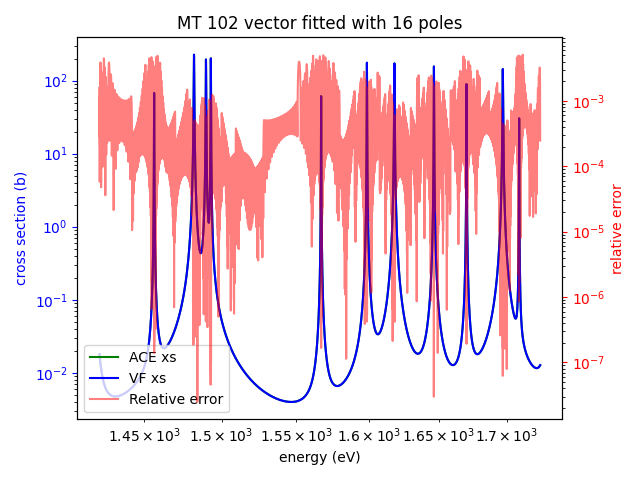 MT 102 vector fitted with 16 poles
cross section (b)
10²
10¹
10⁰
10⁻¹
10⁻²
10⁻³
10⁻⁴
10⁻⁵
10⁻⁶
10⁻⁷
relative error
ACE xs
VF xs
Relative error
1.45 × 10³ 1.5 × 10³ 1.55 × 10³ 1.6 × 10³ 1.65 × 10³ 1.7 × 10³
energy (eV)